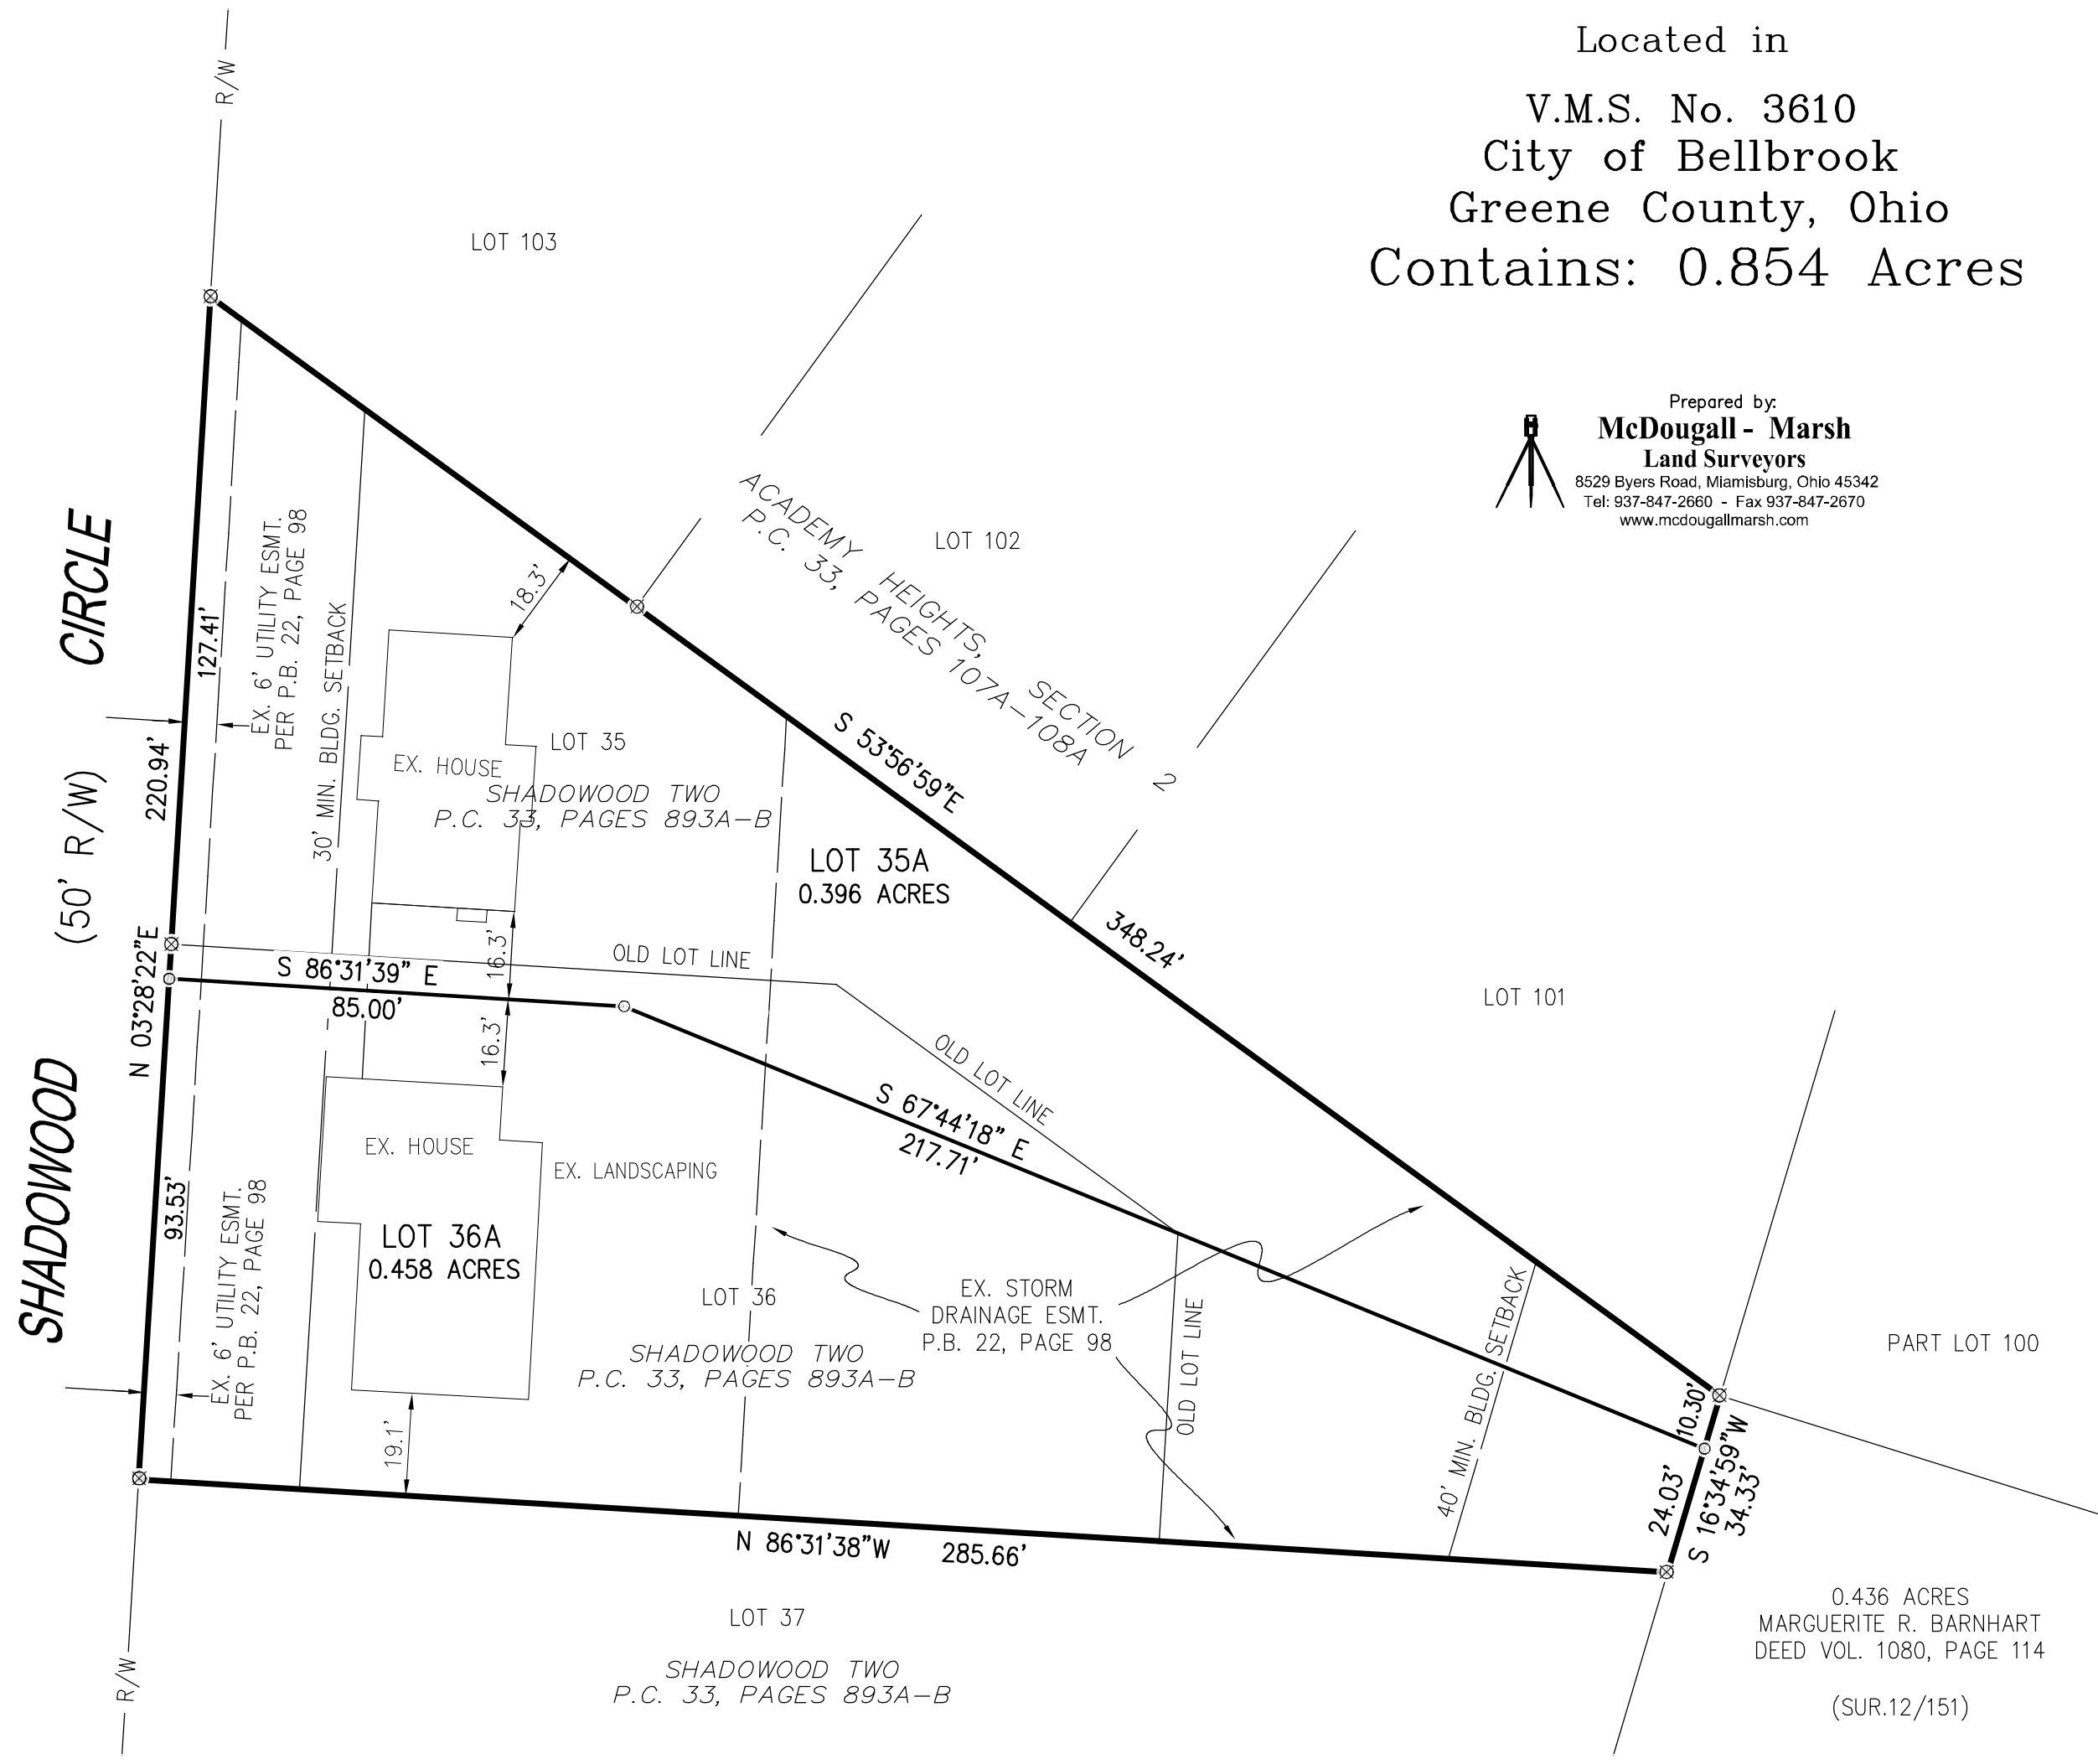 Located in
V.M.S. No. 3610
City of Bellbrook
Greene County, Ohio
Contains: 0.854 Acres
Prepared by:
McDougall - Marsh
Land Surveyors
8529 Byers Road, Miamisburg, Ohio 45342
Tel: 937-847-2660 - Fax 937-847-2670
www.mcdougallmarsh.com
R/W
LOT 103
LOT 102
ACADEMY HEIGHTS, SECTION 2
P.C. 33, PAGES 107A-108A
S 53°56'59"E
348.24'
LOT 101
PART LOT 100
SHADOWOOD CIRCLE
(50' R/W)
127.41'
220.94'
N 03°28'22"E
93.53'
EX. 6' UTILITY ESMT.
PER P.B. 22, PAGE 98
30' MIN. BLDG. SETBACK
18.3'
EX. HOUSE
LOT 35
SHADOWOOD TWO
P.C. 33, PAGES 893A-B
LOT 35A
0.396 ACRES
16.3'
OLD LOT LINE
S 86°31'39" E
85.00'
16.3'
OLD LOT LINE
S 67°44'18" E
217.71'
EX. HOUSE
EX. LANDSCAPING
LOT 36A
0.458 ACRES
EX. 6' UTILITY ESMT.
PER P.B. 22, PAGE 98
19.1'
LOT 36
SHADOWOOD TWO
P.C. 33, PAGES 893A-B
EX. STORM
DRAINAGE ESMT.
P.B. 22, PAGE 98
OLD LOT LINE
40' MIN. BLDG. SETBACK
10.30'
24.03'
S 16°34'59"W
34.33'
N 86°31'38"W 285.66'
LOT 37
SHADOWOOD TWO
P.C. 33, PAGES 893A-B
R/W
0.436 ACRES
MARGUERITE R. BARNHART
DEED VOL. 1080, PAGE 114
(SUR.12/151)